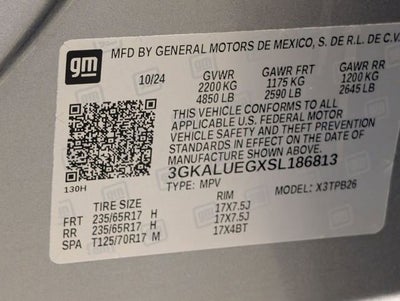 gm
MFD BY GENERAL MOTORS DE MEXICO, S. DE R.L. DE C.V.
10/24 GVWR GAWR FRT GAWR RR
2200 KG 1175 KG 1200 KG
4850 LB 2590 LB 2645 LB
THIS VEHICLE CONFORMS TO ALL
APPLICABLE U.S. FEDERAL MOTOR
VEHICLE SAFETY AND THEFT
PREVENTION STANDARDS IN
EFFECT ON THE DATE OF
MANUFACTURE SHOWN ABOVE.
3GKALUEGXSL186813
130H TYPE: MPV MODEL: X3TPB26
TIRE SIZE RIM
FRT 235/65R17 H 17X7.5J
RR 235/65R17 H 17X7.5J
SPA T125/70R17 M 17X4BT